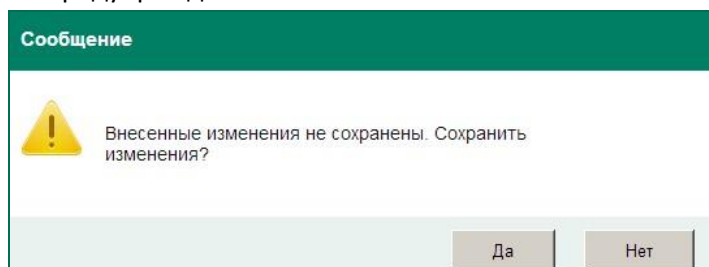 Сообщение
Внесенные изменения не сохранены. Сохранить
изменения?
Да
Нет